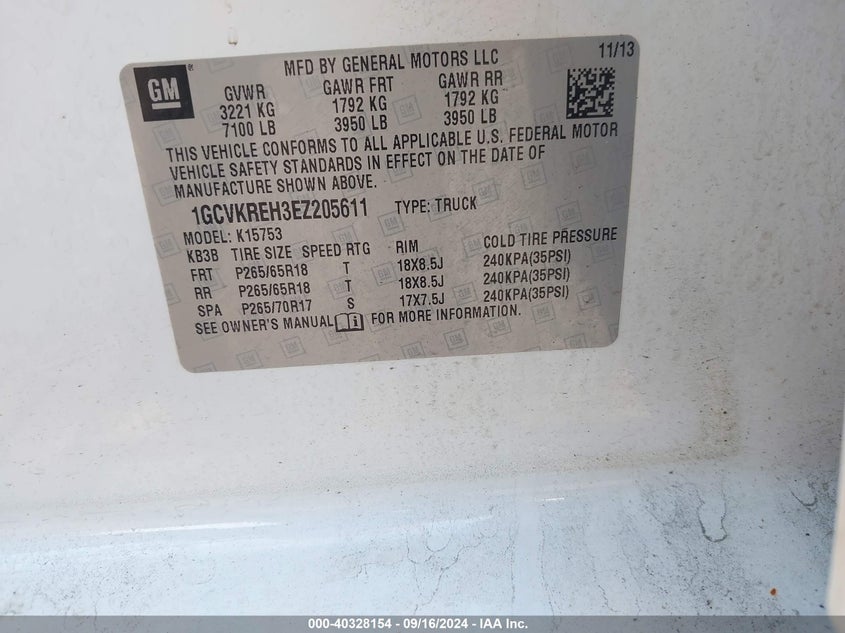 GM ®
MFD BY GENERAL MOTORS LLC 11/13
GVWR GAWR FRT GAWR RR
3221 KG 1792 KG 1792 KG
7100 LB 3950 LB 3950 LB
THIS VEHICLE CONFORMS TO ALL APPLICABLE U.S. FEDERAL MOTOR
VEHICLE SAFETY STANDARDS IN EFFECT ON THE DATE OF
MANUFACTURE SHOWN ABOVE.
1GCVKREH3EZ205611 TYPE: TRUCK
MODEL: K15753
KB3B TIRE SIZE SPEED RTG RIM COLD TIRE PRESSURE
FRT P265/65R18 T 18X8.5J 240KPA(35PSI)
RR P265/65R18 T 18X8.5J 240KPA(35PSI)
SPA P265/70R17 S 17X7.5J 240KPA(35PSI)
SEE OWNER'S MANUAL FOR MORE INFORMATION.
000-40328154 - 09/16/2024 - IAA Inc.